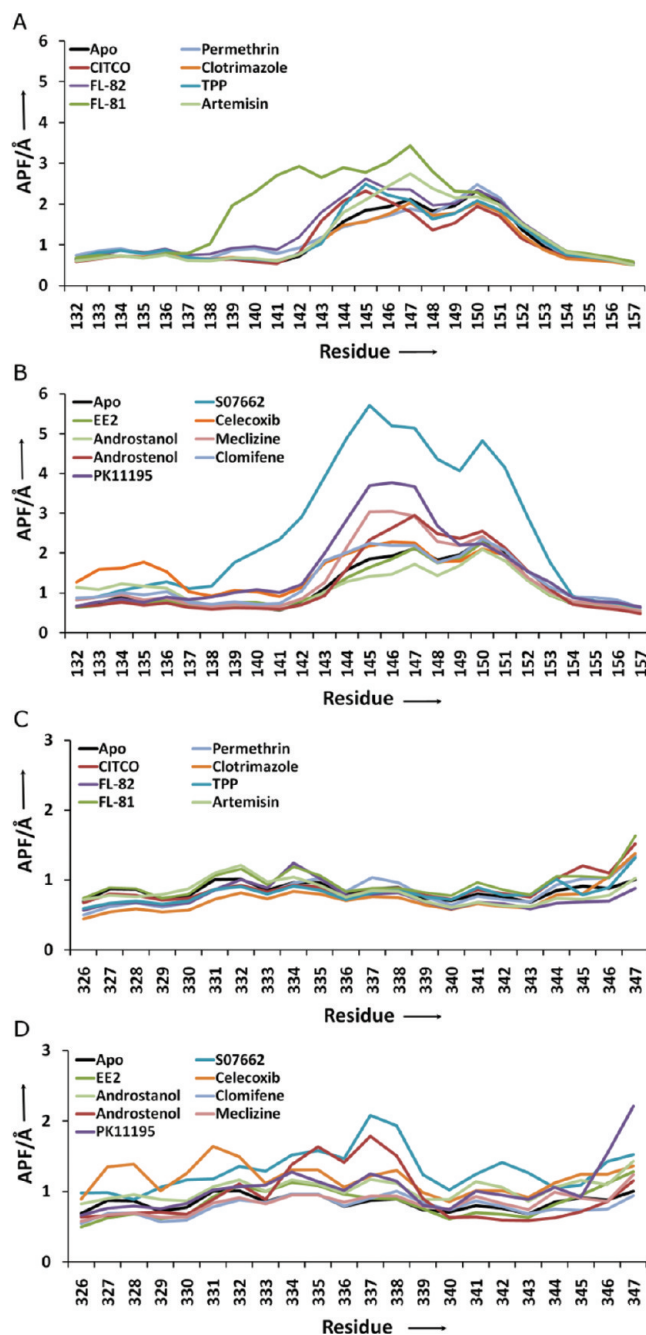 A
APF/Å
6
5
4
3
2
1
0
Apo Permethrin
CITCO Clotrimazole
FL-82 TPP
FL-81 Artemisin
132 133 134 135 136 137 138 139 140 141 142 143 144 145 146 147 148 149 150 151 152 153 154 155 156 157
Residue
B
APF/Å
6
5
4
3
2
1
0
Apo S07662
EE2 Celecoxib
Androstanol Meclizine
Androstenol Clomifene
PK11195
132 133 134 135 136 137 138 139 140 141 142 143 144 145 146 147 148 149 150 151 152 153 154 155 156 157
Residue
C
APF/Å
3
2
1
0
Apo Permethrin
CITCO Clotrimazole
FL-82 TPP
FL-81 Artemisin
326 327 328 329 330 331 332 333 334 335 336 337 338 339 340 341 342 343 344 345 346 347
Residue
D
APF/Å
3
2
1
0
Apo S07662
EE2 Celecoxib
Androstanol Clomifene
Androstenol Meclizine
PK11195
326 327 328 329 330 331 332 333 334 335 336 337 338 339 340 341 342 343 344 345 346 347
Residue